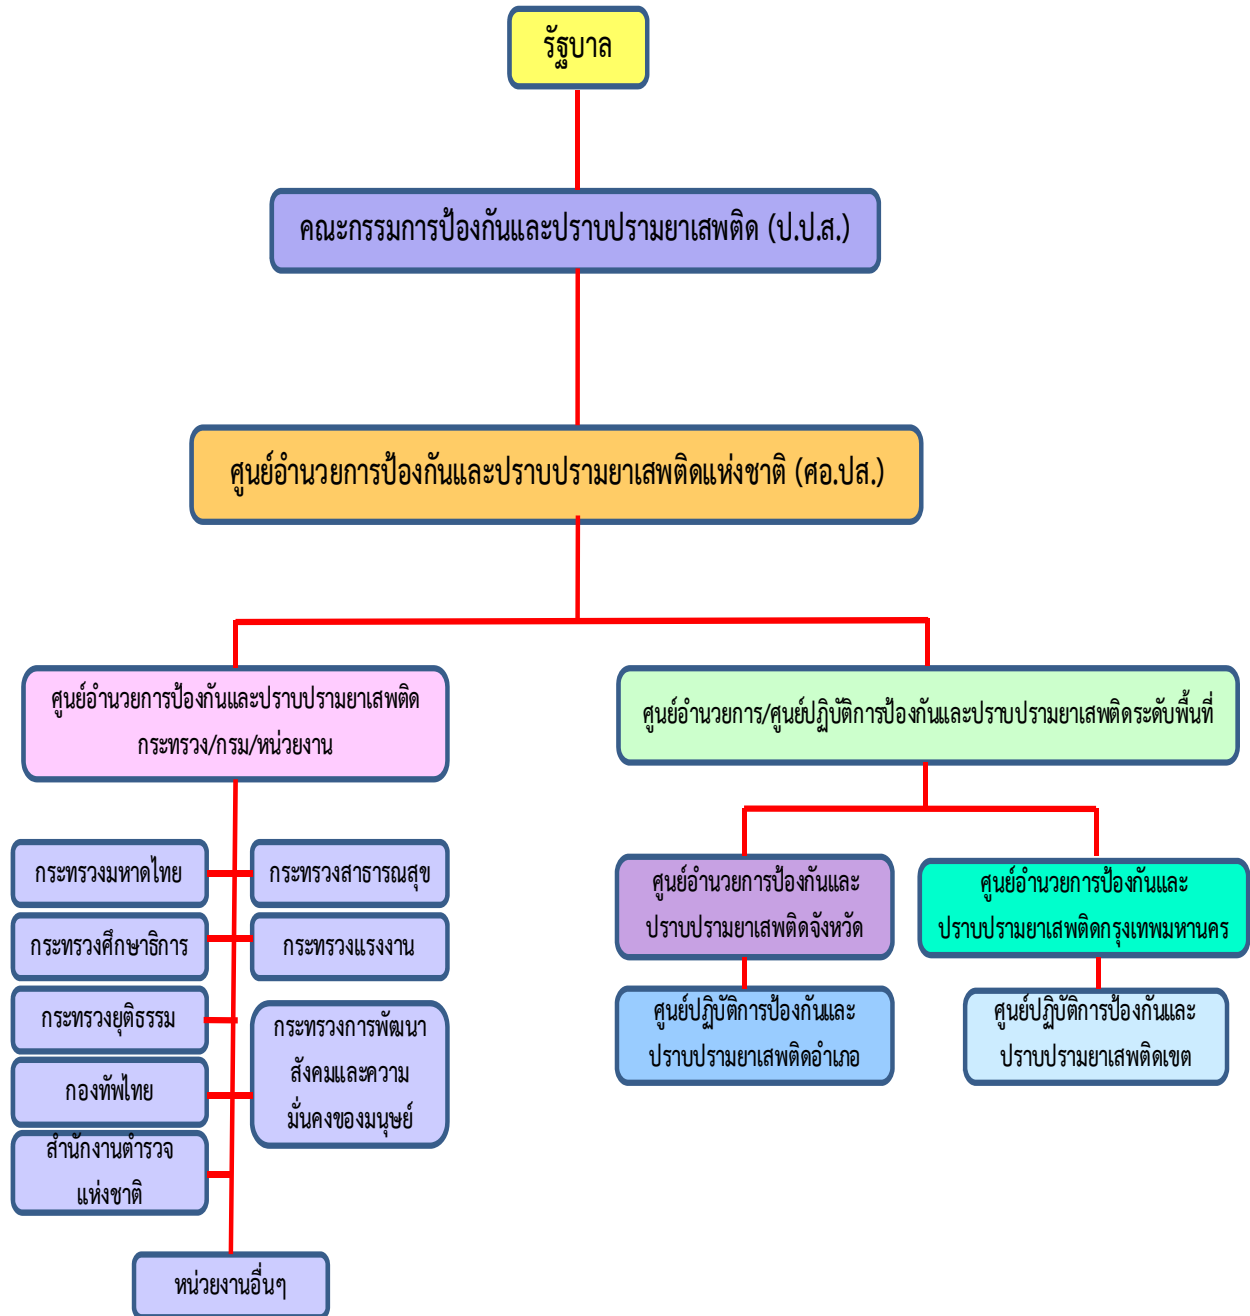 รัฐบาล
คณะกรรมการป้องกันและปราบปรามยาเสพติด (ป.ป.ส.)
ศูนย์อำนวยการป้องกันและปราบปรามยาเสพติดแห่งชาติ (ศอ.ปส.)
ศูนย์อำนวยการป้องกันและปราบปรามยาเสพติด
กระทรวง/กรม/หน่วยงาน
กระทรวงมหาดไทย
กระทรวงสาธารณสุข
กระทรวงศึกษาธิการ
กระทรวงแรงงาน
กระทรวงยุติธรรม
กระทรวงการพัฒนา
สังคมและความ
มั่นคงของมนุษย์
กองทัพไทย
สำนักงานตำรวจ
แห่งชาติ
หน่วยงานอื่นๆ
ศูนย์อำนวยการ/ศูนย์ปฏิบัติการป้องกันและปราบปรามยาเสพติดระดับพื้นที่
ศูนย์อำนวยการป้องกันและ
ปราบปรามยาเสพติดจังหวัด
ศูนย์ปฏิบัติการป้องกันและ
ปราบปรามยาเสพติดอำเภอ
ศูนย์อำนวยการป้องกันและ
ปราบปรามยาเสพติดกรุงเทพมหานคร
ศูนย์ปฏิบัติการป้องกันและ
ปราบปรามยาเสพติดเขต